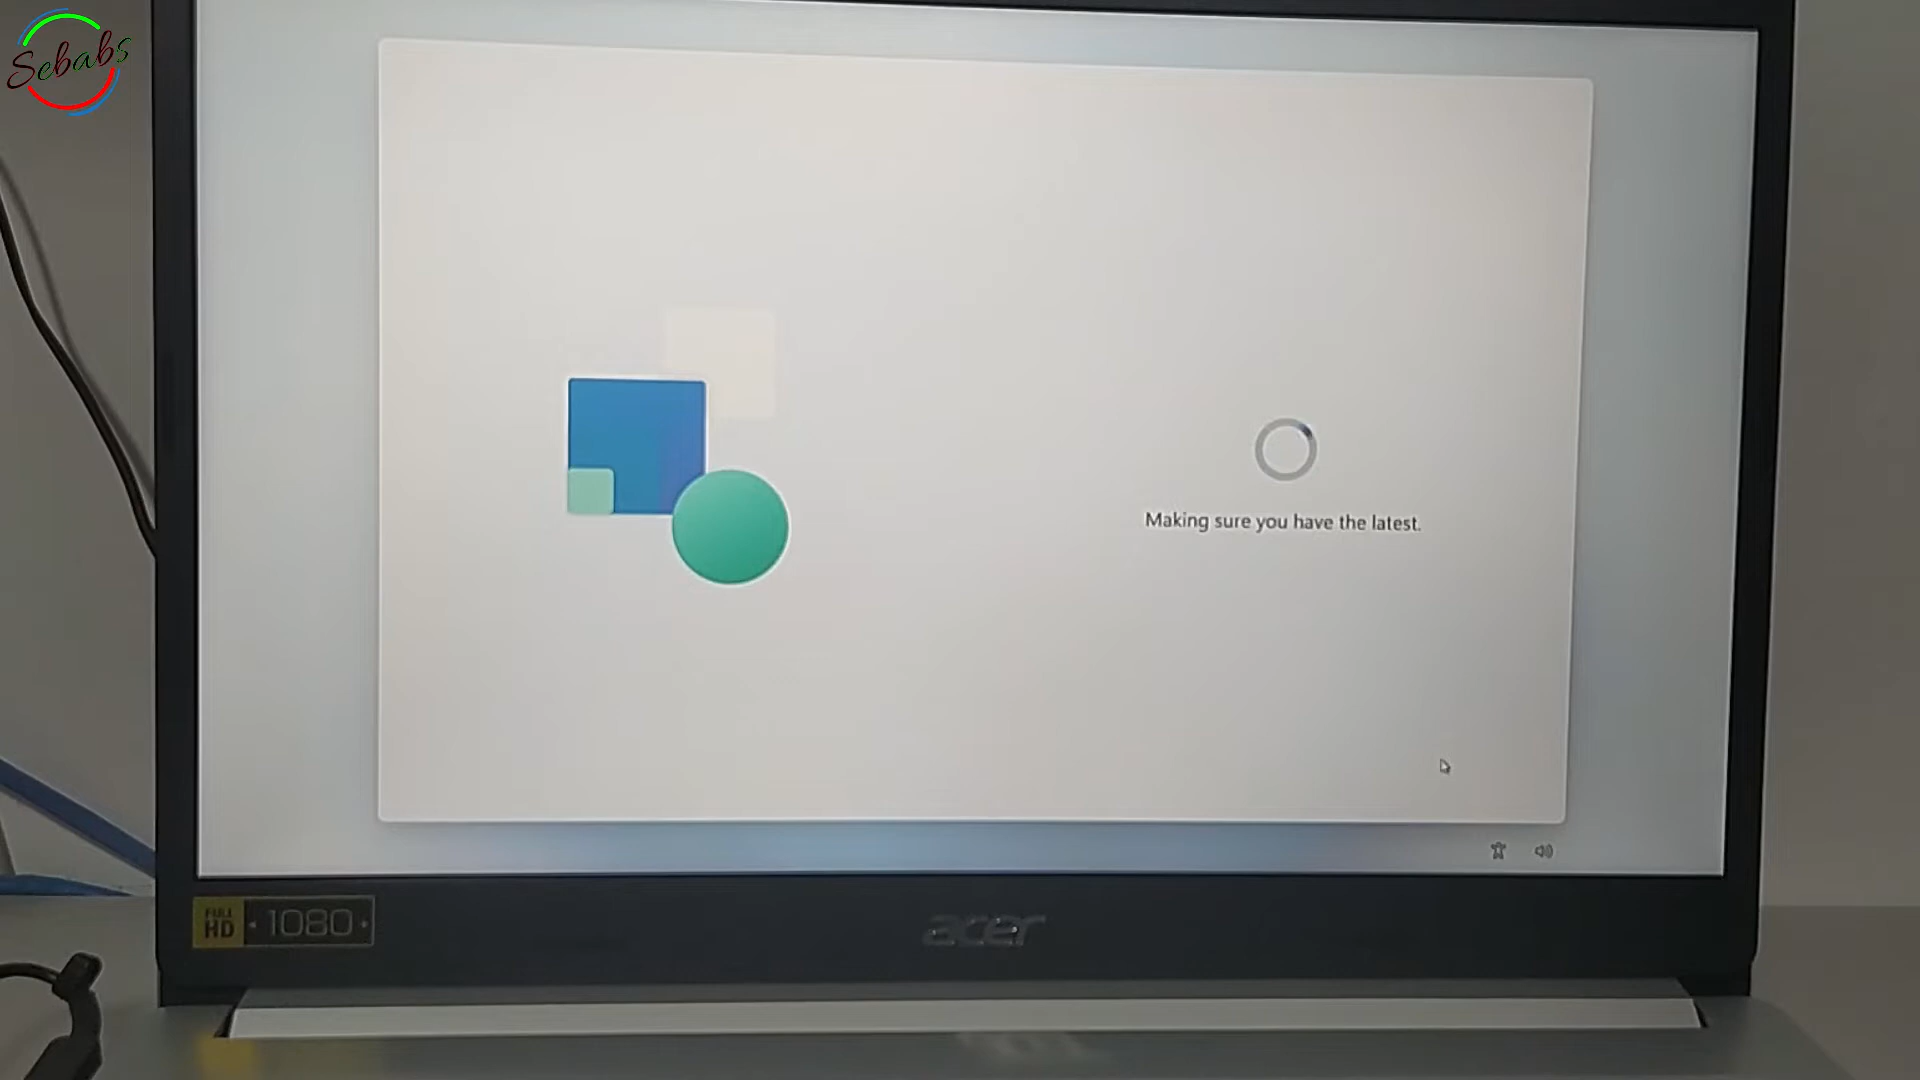 Sebabs
Making sure you have the latest.
FULL
HD
1080
acer